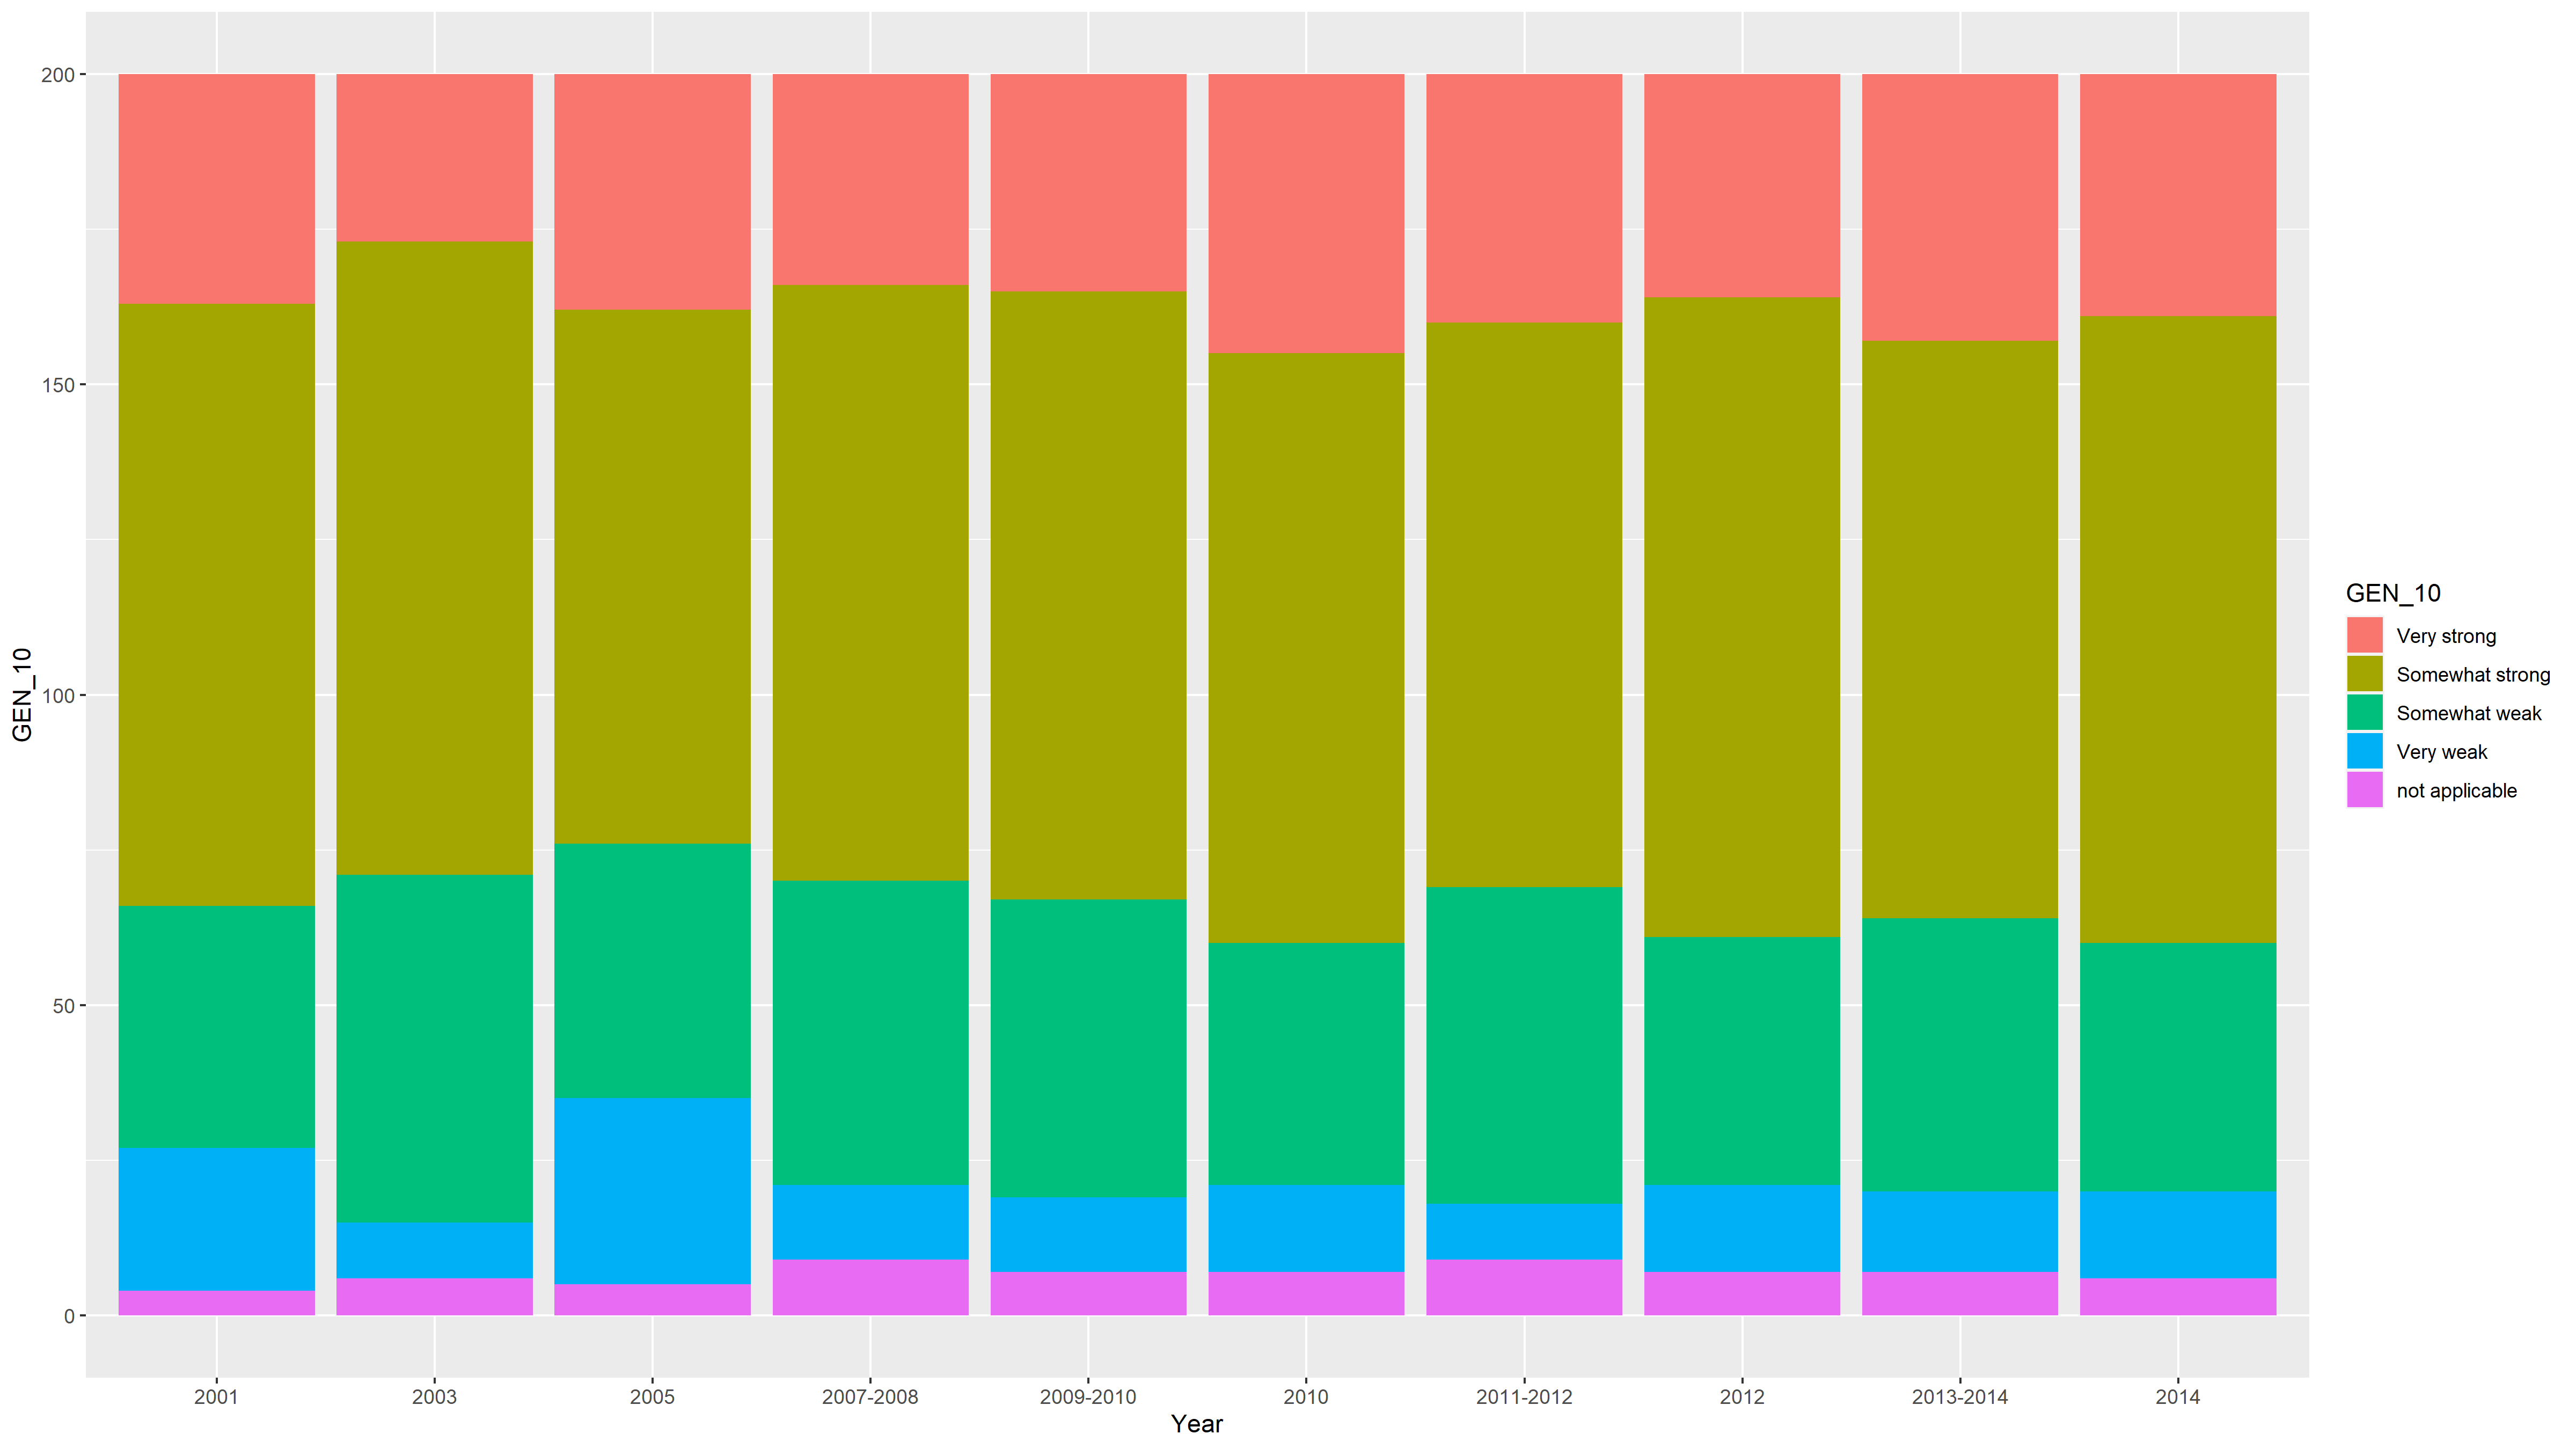 200
150
100
50
0
GEN_10
2001
2003
2005
2007-2008
2009-2010
2010
2011-2012
2012
2013-2014
2014
Year
GEN_10
Very strong
Somewhat strong
Somewhat weak
Very weak
not applicable